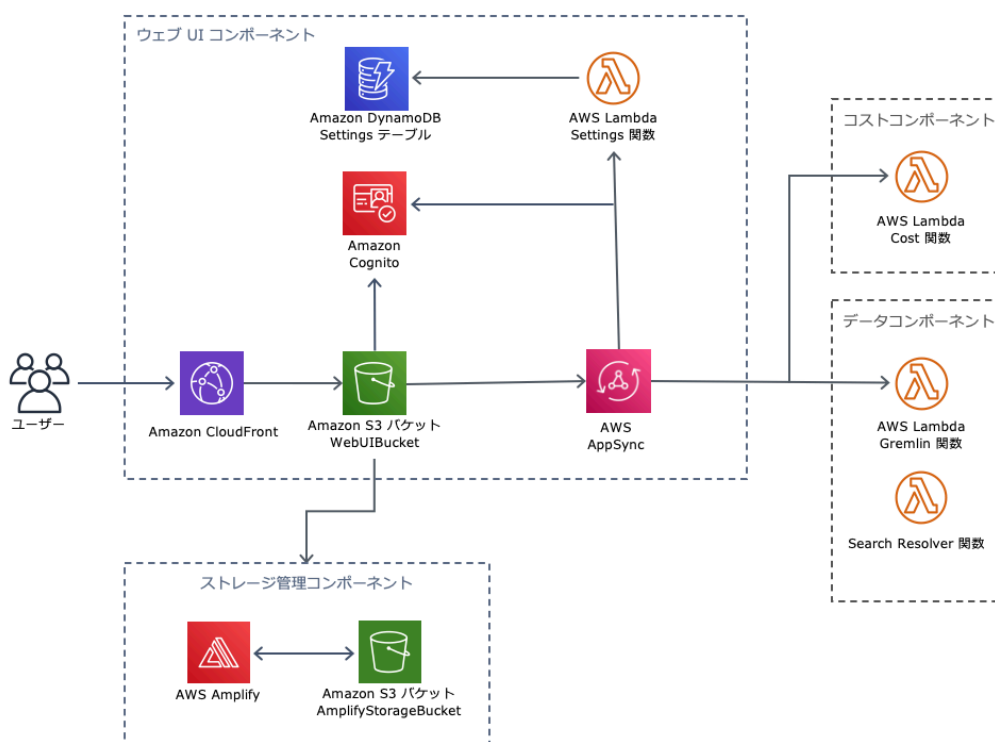 ウェブ UI コンポーネント
Amazon DynamoDB
Settings テーブル
AWS Lambda
Settings 関数
コストコンポーネント
AWS Lambda
Cost 関数
Amazon
Cognito
データコンポーネント
ユーザー
Amazon CloudFront
Amazon S3 バケット
WebUIBucket
AWS
AppSync
AWS Lambda
Gremlin 関数
Search Resolver 関数
ストレージ管理コンポーネント
AWS Amplify
Amazon S3 バケット
AmplifyStorageBucket